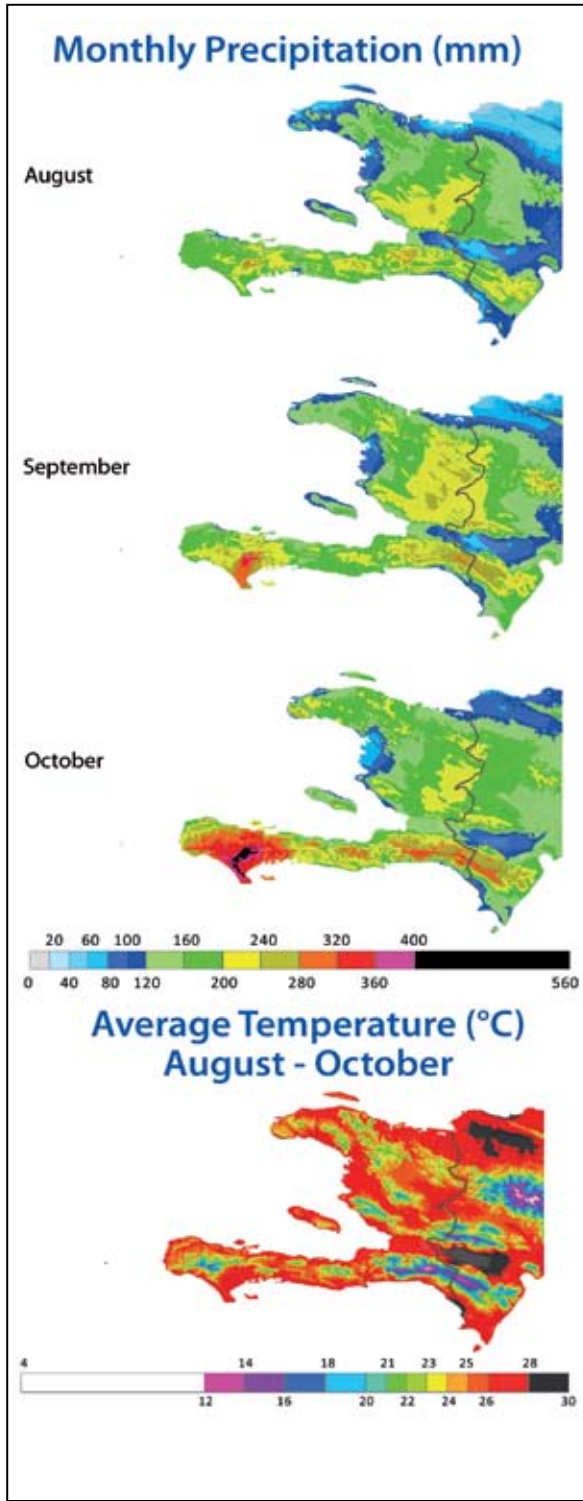 Monthly Precipitation (mm)
August
September
October
20 60 100 160 240 320 400
0 40 80 120 200 280 360 560
Average Temperature (°C)
August - October
4 14 18 21 23 25 28
12 16 20 22 24 26 30